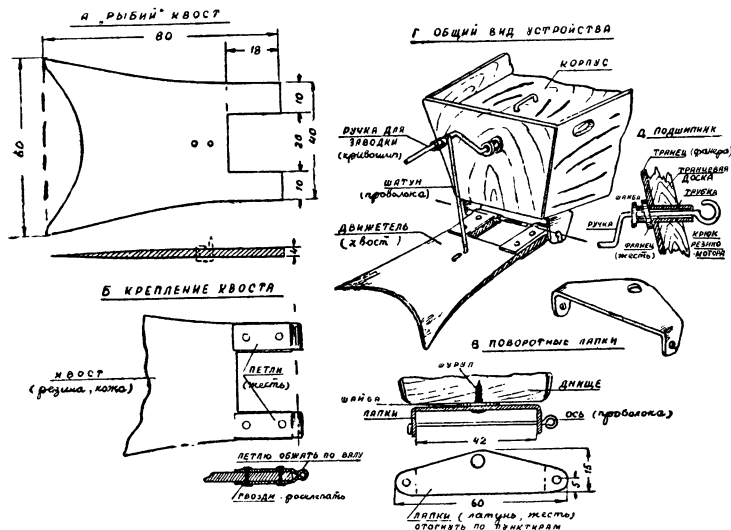 А „РЫБИЙ" ХВОСТ
80
18
60
10
20
40
10
4
Б КРЕПЛЕНИЕ ХВОСТА
ХВОСТ
(резина, кожа)
ПЕТЛИ
(жесть)
ПЕТЛЮ ОБЖАТЬ ПО ВАЛУ
ГВОЗДИ расклепать
Г ОБЩИЙ ВИД УСТРОЙСТВА
КОРПУС
РУЧКА ДЛЯ
ЗАВОДКИ
(кривошип)
ШАТУН
(проволока)
ДВИЖЕТЕЛЬ
(хвост)
Д ПОДШИПНИК
ТРАНЕЦ (фанера)
ТРАНЦЕВАЯ
ДОСКА
ТРУБКА
ШАЙБА
РУЧКА
ФЛАНЕЦ
(жесть)
КРЮК
РЕЗИНО-
МОТОРА
В ПОВОРОТНЫЕ ЛАПКИ
ШУРУП
ДНИЩЕ
ШАЙБА
ЛАПКИ
ОСЬ (проволока)
42
5
15
60
ЛАПКИ (латунь, жесть)
ОТОГНУТЬ ПО ПУНКТИРАМ